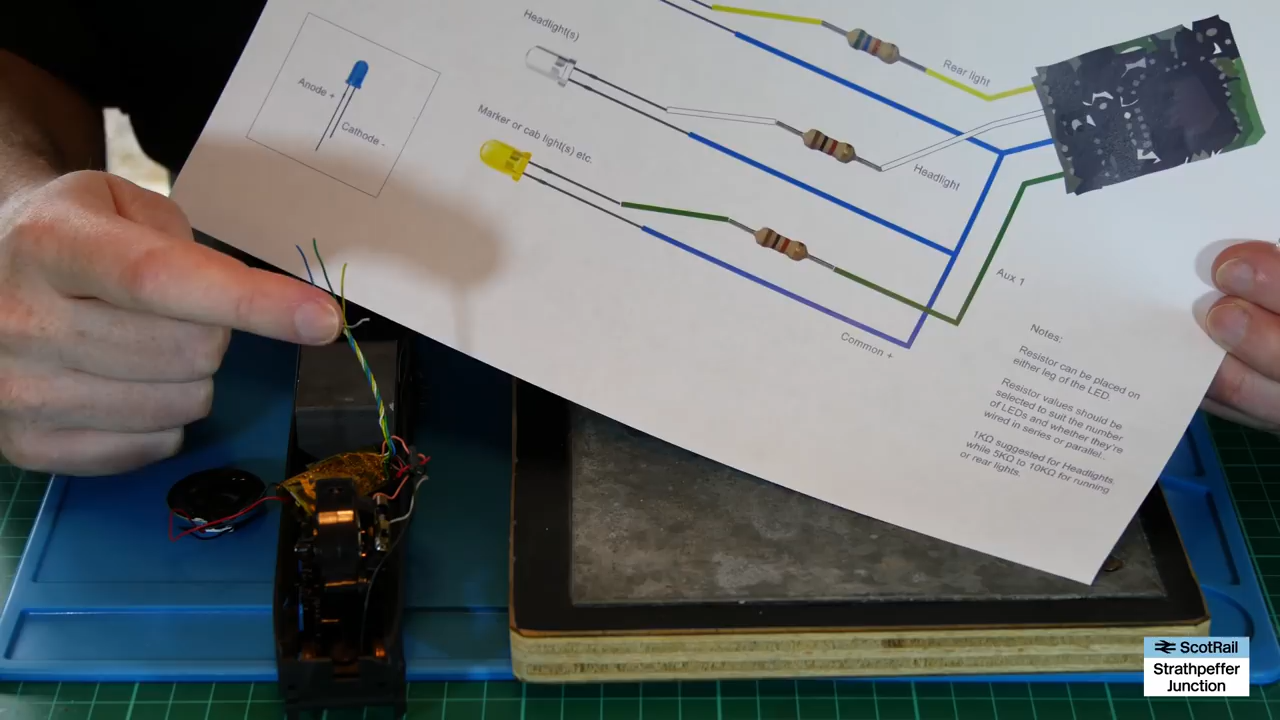 Headlight(s)
Anode +
Cathode -
Marker or cab light(s) etc.
Rear light
Headlight
Aux 1
Common +
Notes:
Resistor can be placed on
either leg of the LED.
Resistor values should be
selected to suit the number
of LEDs and whether they're
wired in series or parallel.
1KΩ suggested for Headlights,
while 5KΩ to 10KΩ for running
or rear lights.
ScotRail
Strathpeffer
Junction